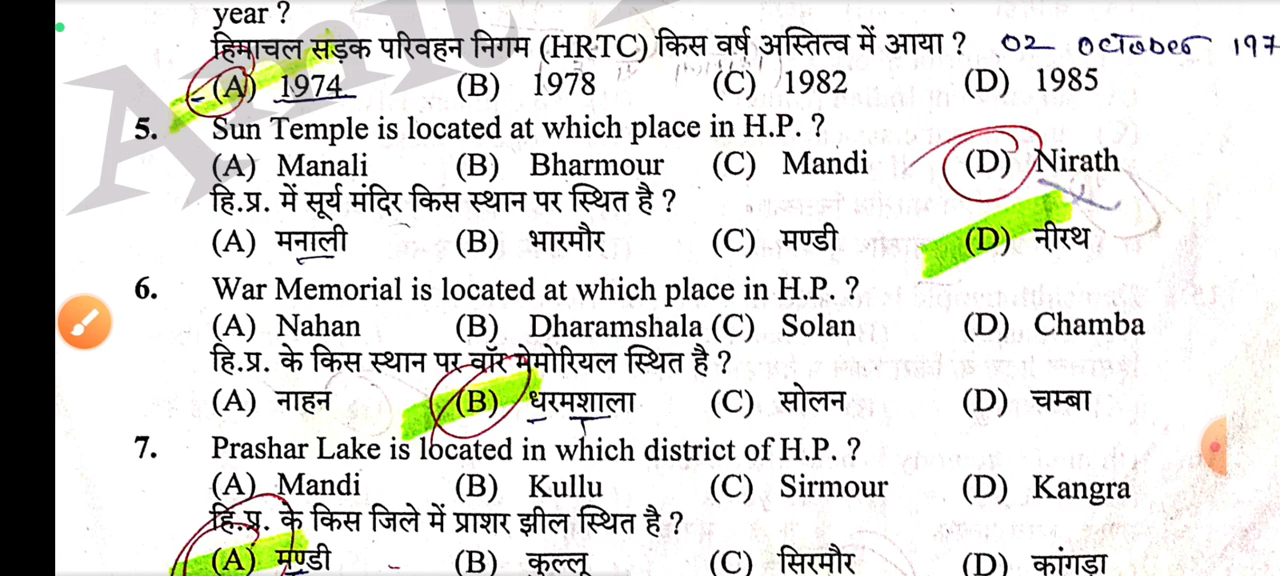 year ?
हिमाचल सड़क परिवहन निगम (HRTC) किस वर्ष अस्तित्व में आया ? 02 OCTOBER 197
(A) 1974 (B) 1978 (C) 1982 (D) 1985
5. Sun Temple is located at which place in H.P. ?
(A) Manali (B) Bharmour (C) Mandi (D) Nirath
हि.प्र. में सूर्य मंदिर किस स्थान पर स्थित है ?
(A) मनाली (B) भारमौर (C) मण्डी (D) नीरथ
6. War Memorial is located at which place in H.P. ?
(A) Nahan (B) Dharamshala (C) Solan (D) Chamba
हि.प्र. के किस स्थान पर वॉर मेमोरियल स्थित है ?
(A) नाहन (B) धरमशाला (C) सोलन (D) चम्बा
7. Prashar Lake is located in which district of H.P. ?
(A) Mandi (B) Kullu (C) Sirmour (D) Kangra
हि.प्र. के किस जिले में प्राशर झील स्थित है ?
(A) मण्डी (B) कुल्लू (C) सिरमौर (D) कांगड़ा